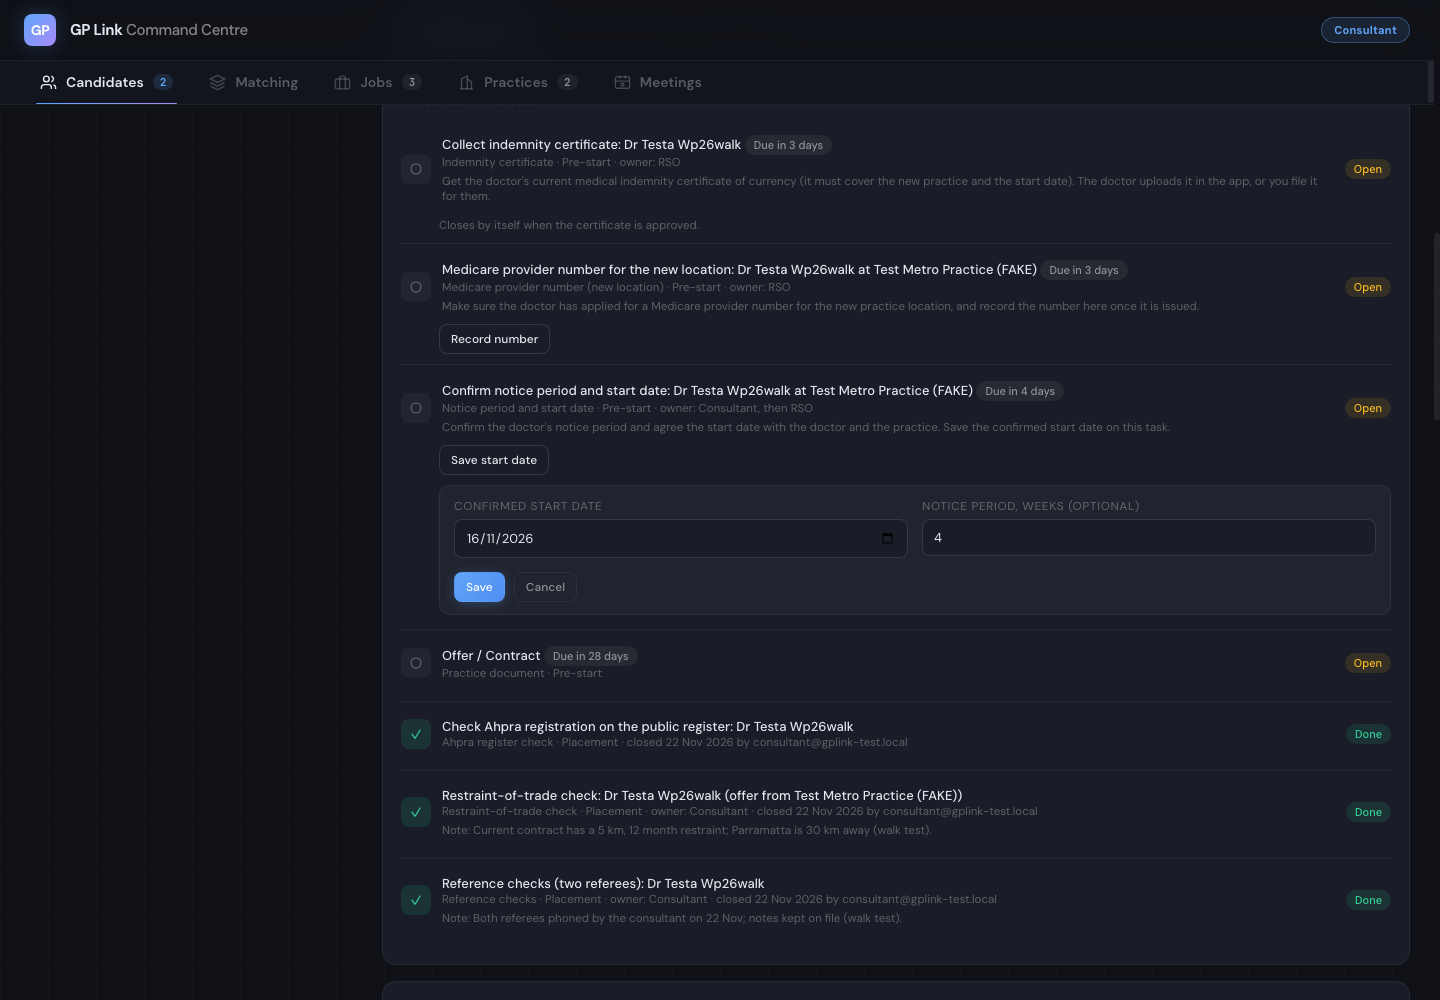 GP
GP Link Command Centre
Consultant
Candidates 2
Matching
Jobs 3
Practices 2
Meetings
Collect indemnity certificate: Dr Testa Wp26walk Due in 3 days
Indemnity certificate · Pre-start · owner: RSO
Get the doctor's current medical indemnity certificate of currency (it must cover the new practice and the start date). The doctor uploads it in the app, or you file it
for them.
Open
Closes by itself when the certificate is approved.
Medicare provider number for the new location: Dr Testa Wp26walk at Test Metro Practice (FAKE) Due in 3 days
Medicare provider number (new location) · Pre-start · owner: RSO
Make sure the doctor has applied for a Medicare provider number for the new practice location, and record the number here once it is issued.
Open
Record number
Confirm notice period and start date: Dr Testa Wp26walk at Test Metro Practice (FAKE) Due in 4 days
Notice period and start date · Pre-start · owner: Consultant, then RSO
Confirm the doctor's notice period and agree the start date with the doctor and the practice. Save the confirmed start date on this task.
Open
Save start date
CONFIRMED START DATE
16/11/2026
NOTICE PERIOD, WEEKS (OPTIONAL)
4
Save
Cancel
Offer / Contract Due in 28 days
Practice document · Pre-start
Open
Check Ahpra registration on the public register: Dr Testa Wp26walk
Ahpra register check · Placement · closed 22 Nov 2026 by consultant@gplink-test.local
Done
Restraint-of-trade check: Dr Testa Wp26walk (offer from Test Metro Practice (FAKE))
Restraint-of-trade check · Placement · owner: Consultant · closed 22 Nov 2026 by consultant@gplink-test.local
Note: Current contract has a 5 km, 12 month restraint; Parramatta is 30 km away (walk test).
Done
Reference checks (two referees): Dr Testa Wp26walk
Reference checks · Placement · owner: Consultant · closed 22 Nov 2026 by consultant@gplink-test.local
Note: Both referees phoned by the consultant on 22 Nov; notes kept on file (walk test).
Done